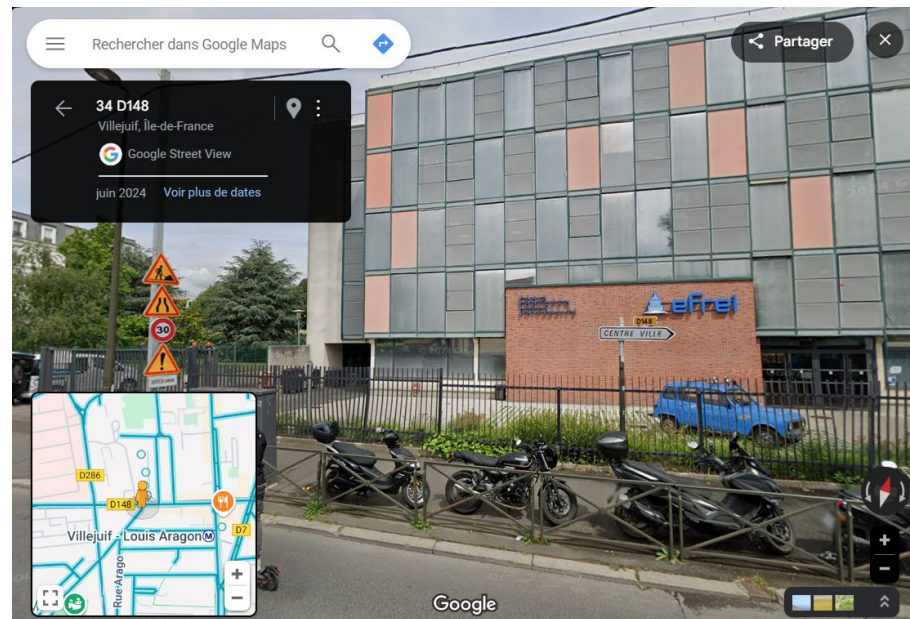 Rechercher dans Google Maps
Partager
34 D148
Villejuif, Île-de-France
Google Street View
juin 2024
Voir plus de dates
efrei
D148
CENTRE VILLE
30
D286
D148
Villejuif - Louis Aragon
M
D7
Rue Arago
Google